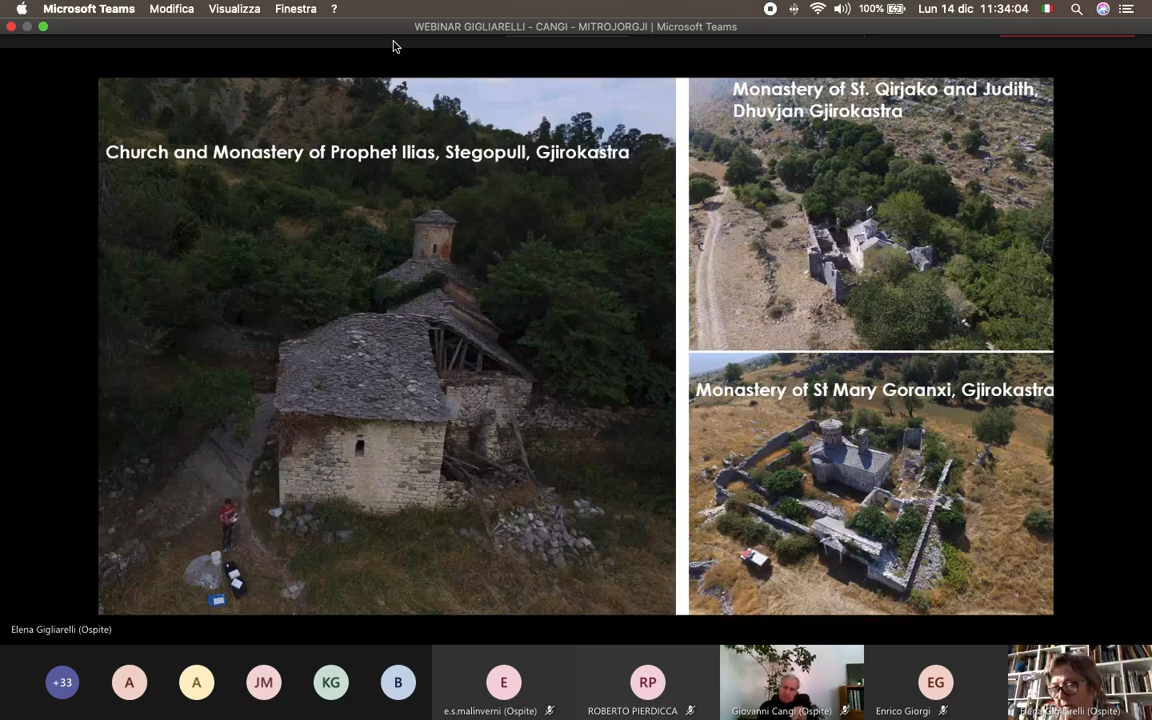 Microsoft Teams Modifica Visualizza Finestra ? 100% Lun 14 dic 11:34:04
WEBINAR GIGLIARELLI - CANGI - MITROJORGJI | Microsoft Teams
Church and Monastery of Prophet Ilias, Stegopull, Gjirokastra
Monastery of St. Qirjako and Judith,
Dhuvjan Gjirokastra
Monastery of St Mary Goranxi, Gjirokastra
Elena Gigliarelli (Ospite)
+33 A A JM KG B E RP EG
e.s.malinverni (Ospite) ROBERTO PIERDICCA Giovanni Cangi (Ospite) Enrico Giorgi Elena Gigliarelli (Ospite)